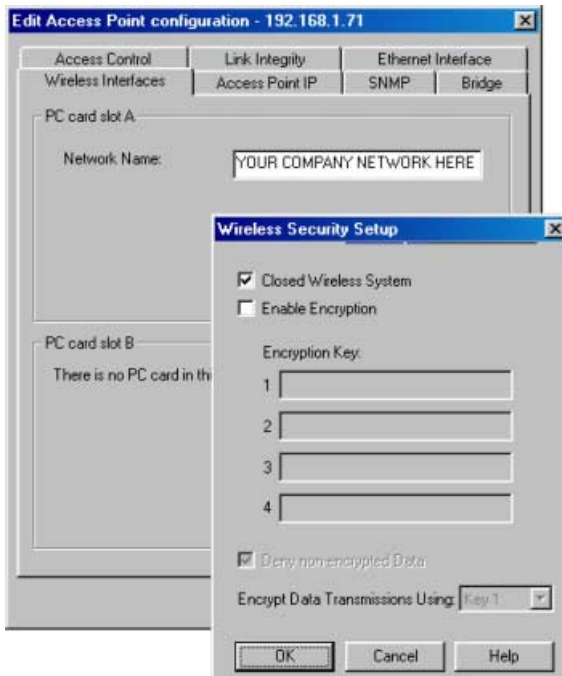 Edit Access Point configuration - 192.168.1.71
Access Control Link Integrity Ethernet Interface
Wireless Interfaces Access Point IP SNMP Bridge
PC card slot A
Network Name: YOUR COMPANY NETWORK HERE
Wireless Security Setup
Closed Wireless System
Enable Encryption
PC card slot B
There is no PC card in
Encryption Key:
1
2
3
4
Deny non-encrypted Data
Encrypt Data Transmissions Using: Key 1
OK Cancel Help